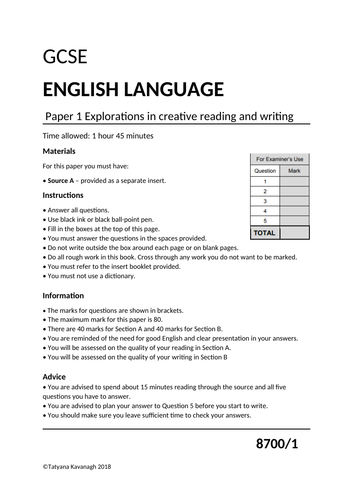 GCSE
ENGLISH LANGUAGE
Paper 1 Explorations in creative reading and writing
Time allowed: 1 hour 45 minutes
Materials
For this paper you must have:
• Source A – provided as a separate insert.
For Examiner's Use
Question Mark
1
2
3
4
5
TOTAL
Instructions
• Answer all questions.
• Use black ink or black ball-point pen.
• Fill in the boxes at the top of this page.
• You must answer the questions in the spaces provided.
• Do not write outside the box around each page or on blank pages.
• Do all rough work in this book. Cross through any work you do not want to be marked.
• You must refer to the insert booklet provided.
• You must not use a dictionary.
Information
• The marks for questions are shown in brackets.
• The maximum mark for this paper is 80.
• There are 40 marks for Section A and 40 marks for Section B.
• You are reminded of the need for good English and clear presentation in your answers.
• You will be assessed on the quality of your reading in Section A.
• You will be assessed on the quality of your writing in Section B
Advice
• You are advised to spend about 15 minutes reading through the source and all five
questions you have to answer.
• You are advised to plan your answer to Question 5 before you start to write.
• You should make sure you leave sufficient time to check your answers.
8700/1
©Tatyana Kavanagh 2018